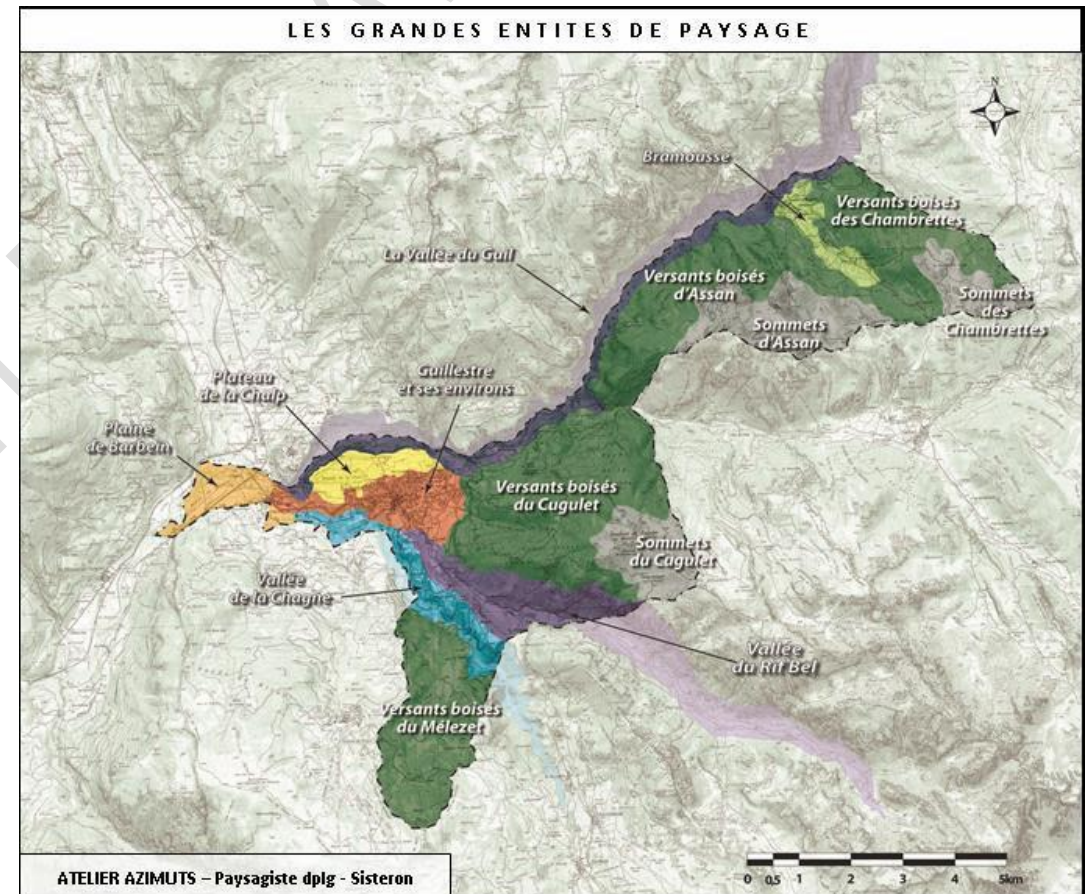 LES GRANDES ENTITES DE PAYSAGE
N
Bramousse
Versants boisés
des Chambrettes
La Vallée du Guil
Versants boisés
d'Assan
Sommets
des
Chambrettes
Sommets
d'Assan
Guillestre
et ses environs
Plateau
de la Chalp
Plaine
de Barbein
Versants boisés
du Cugulet
Sommets
du Cugulet
Vallée
de la Chagne
Vallée
du Rif Bel
Versants boisés
du Mélezet
ATELIER AZIMUTS – Paysagiste dplg - Sisteron
0 0,5 1 2 3 4 5km